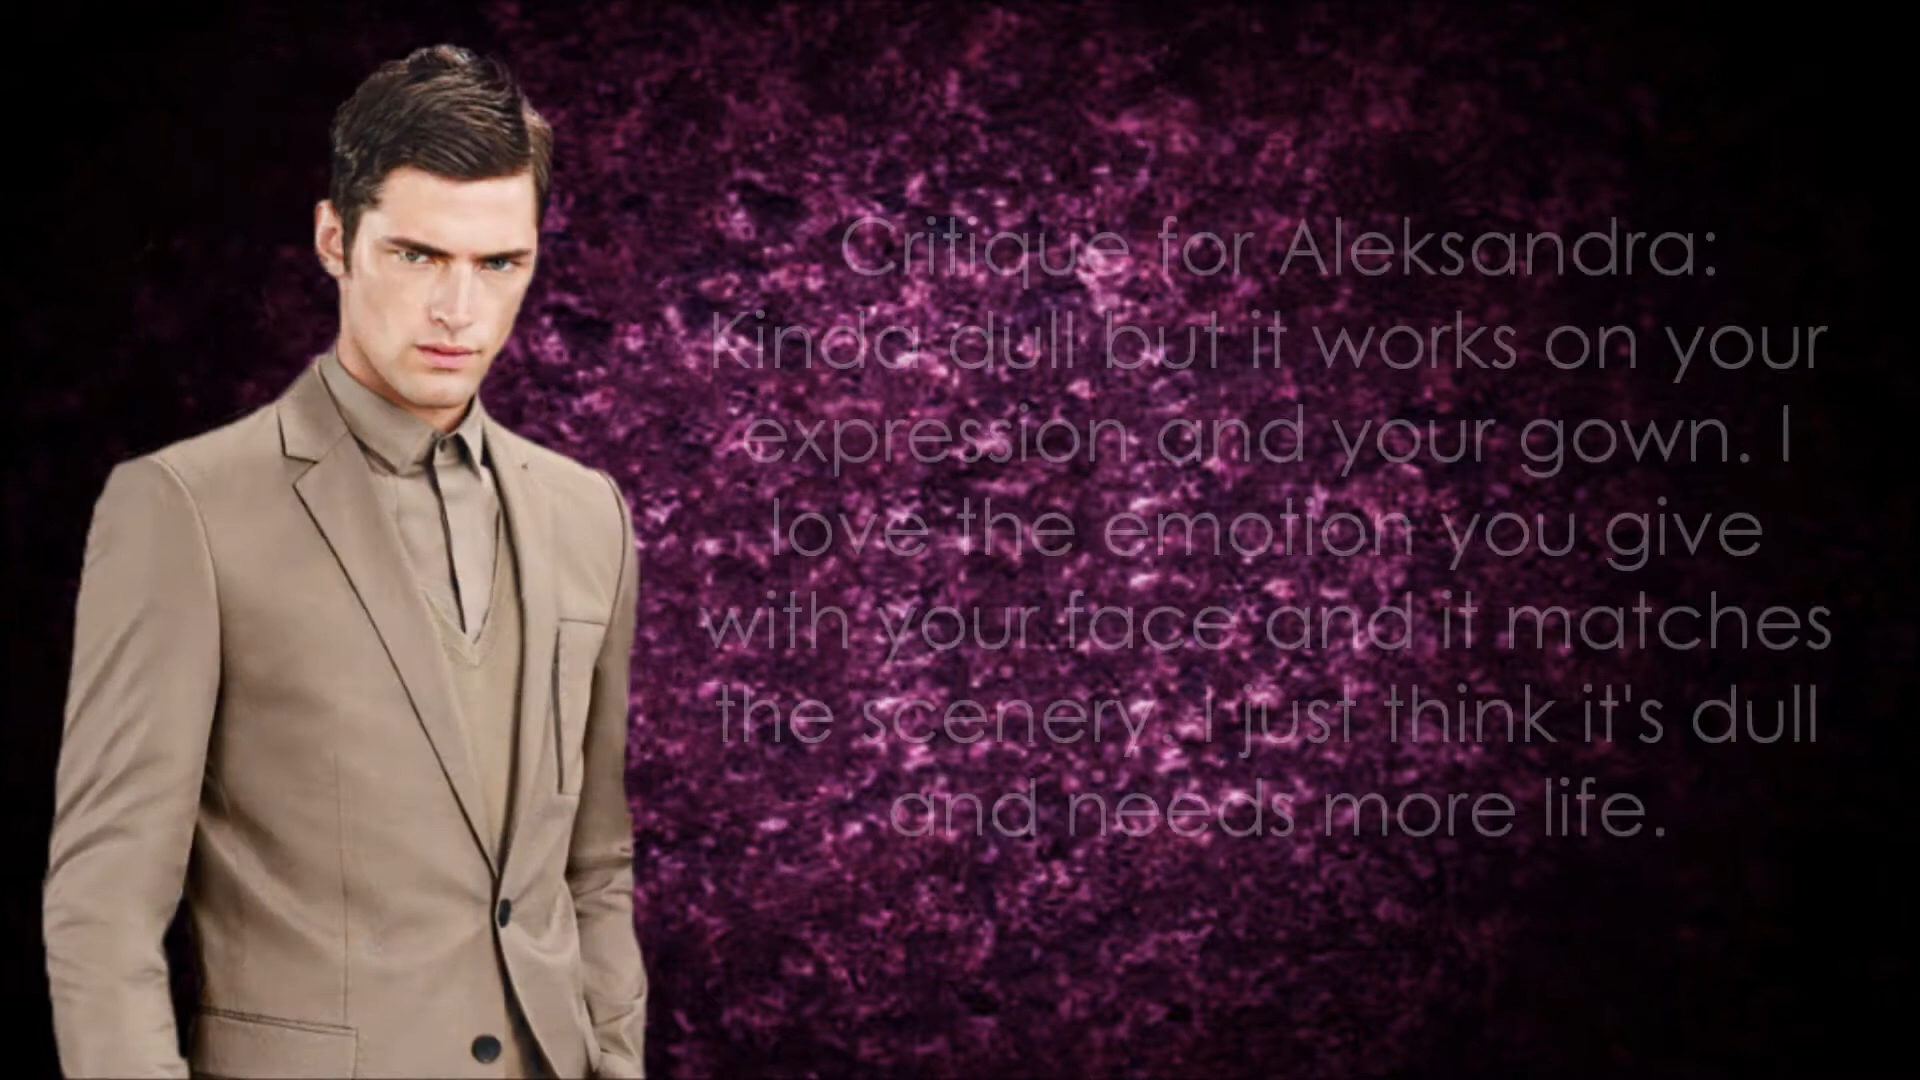 Critique for Aleksandra:
Kinda dull but it works on your
expression and your gown. I
love the emotion you give
with your face and it matches
the scenery. I just think it's dull
and needs more life.